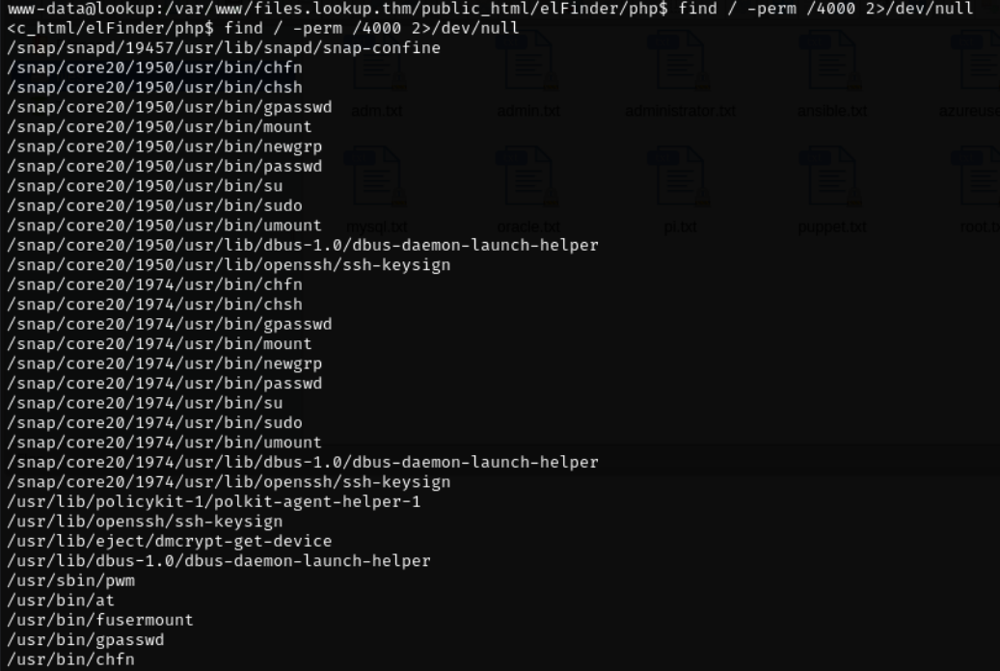 www-data@lookup:/var/www/files.lookup.thm/public_html/elFinder/php$ find / -perm /4000 2>/dev/null
<c_html/elFinder/php$ find / -perm /4000 2>/dev/null
/snap/snapd/19457/usr/lib/snapd/snap-confine
/snap/core20/1950/usr/bin/chfn
/snap/core20/1950/usr/bin/chsh
/snap/core20/1950/usr/bin/gpasswd
/snap/core20/1950/usr/bin/mount
/snap/core20/1950/usr/bin/newgrp
/snap/core20/1950/usr/bin/passwd
/snap/core20/1950/usr/bin/su
/snap/core20/1950/usr/bin/sudo
/snap/core20/1950/usr/bin/umount
/snap/core20/1950/usr/lib/dbus-1.0/dbus-daemon-launch-helper
/snap/core20/1950/usr/lib/openssh/ssh-keysign
/snap/core20/1974/usr/bin/chfn
/snap/core20/1974/usr/bin/chsh
/snap/core20/1974/usr/bin/gpasswd
/snap/core20/1974/usr/bin/mount
/snap/core20/1974/usr/bin/newgrp
/snap/core20/1974/usr/bin/passwd
/snap/core20/1974/usr/bin/su
/snap/core20/1974/usr/bin/sudo
/snap/core20/1974/usr/bin/umount
/snap/core20/1974/usr/lib/dbus-1.0/dbus-daemon-launch-helper
/snap/core20/1974/usr/lib/openssh/ssh-keysign
/usr/lib/policykit-1/polkit-agent-helper-1
/usr/lib/openssh/ssh-keysign
/usr/lib/eject/dmcrypt-get-device
/usr/lib/dbus-1.0/dbus-daemon-launch-helper
/usr/sbin/pwm
/usr/bin/at
/usr/bin/fusermount
/usr/bin/gpasswd
/usr/bin/chfn
adm.txt admin.txt administrator.txt ansible.txt
mysql.txt oracle.txt pi.txt puppet.txt